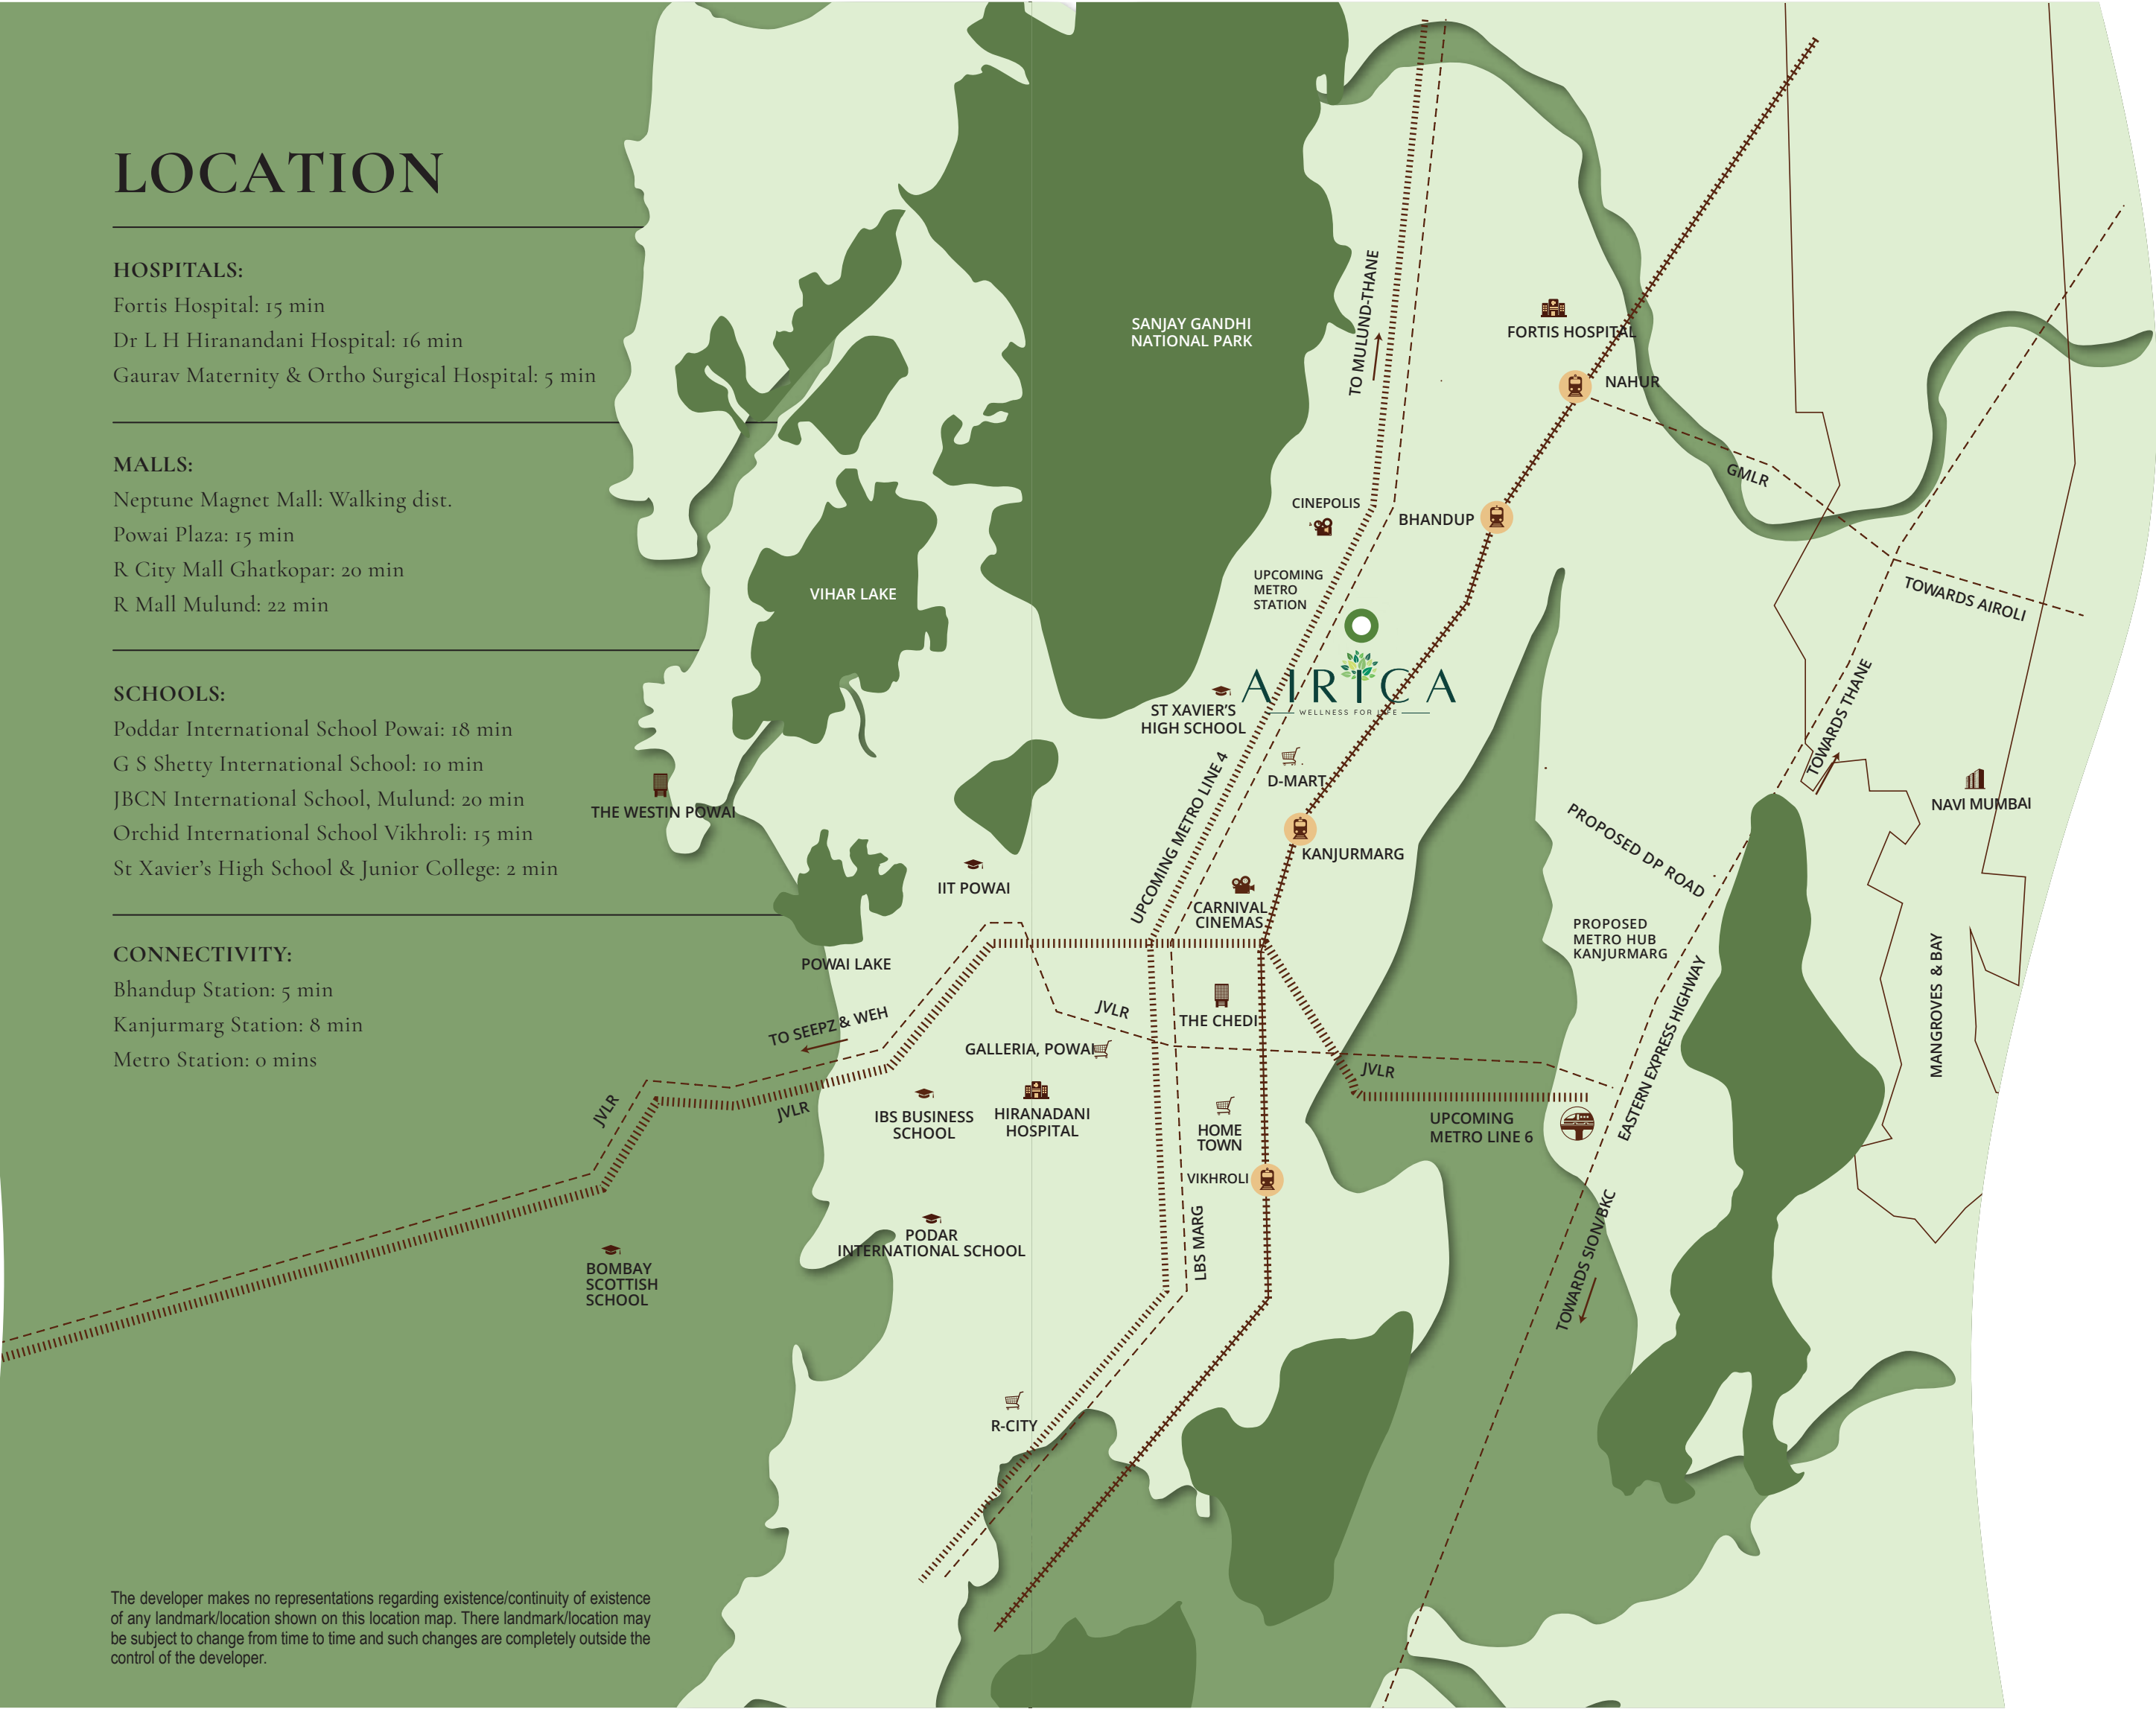 LOCATION
HOSPITALS:
Fortis Hospital: 15 min
Dr L H Hiranandani Hospital: 16 min
Gaurav Maternity & Ortho Surgical Hospital: 5 min
MALLS:
Neptune Magnet Mall: Walking dist.
Powai Plaza: 15 min
R City Mall Ghatkopar: 20 min
R Mall Mulund: 22 min
SCHOOLS:
Poddar International School Powai: 18 min
G S Shetty International School: 10 min
JBCN International School, Mulund: 20 min
Orchid International School Vikhroli: 15 min
St Xavier's High School & Junior College: 2 min
CONNECTIVITY:
Bhandup Station: 5 min
Kanjurmarg Station: 8 min
Metro Station: 0 mins
The developer makes no representations regarding existence/continuity of existence
of any landmark/location shown on this location map. There landmark/location may
be subject to change from time to time and such changes are completely outside the
control of the developer.
SANJAY GANDHI
NATIONAL PARK
TO MULUND-THANE
FORTIS HOSPITAL
NAHUR
GMLR
CINEPOLIS
BHANDUP
UPCOMING
METRO
STATION
TOWARDS AIROLI
VIHAR LAKE
AIRICA
WELLNESS FOR LIFE
ST XAVIER'S
HIGH SCHOOL
TOWARDS THANE
D-MART
NAVI MUMBAI
THE WESTIN POWAI
UPCOMING METRO LINE 4
PROPOSED DP ROAD
KANJURMARG
IIT POWAI
CARNIVAL
CINEMAS
PROPOSED
METRO HUB
KANJURMARG
POWAI LAKE
MANGROVES & BAY
TO SEEPZ & WEH
JVLR
THE CHEDI
GALLERIA, POWAI
EASTERN EXPRESS HIGHWAY
JVLR
JVLR
JVLR
IBS BUSINESS
SCHOOL
HIRANADANI
HOSPITAL
HOME
TOWN
UPCOMING
METRO LINE 6
VIKHROLI
LBS MARG
TOWARDS SION/BKC
PODAR
INTERNATIONAL SCHOOL
BOMBAY
SCOTTISH
SCHOOL
R-CITY